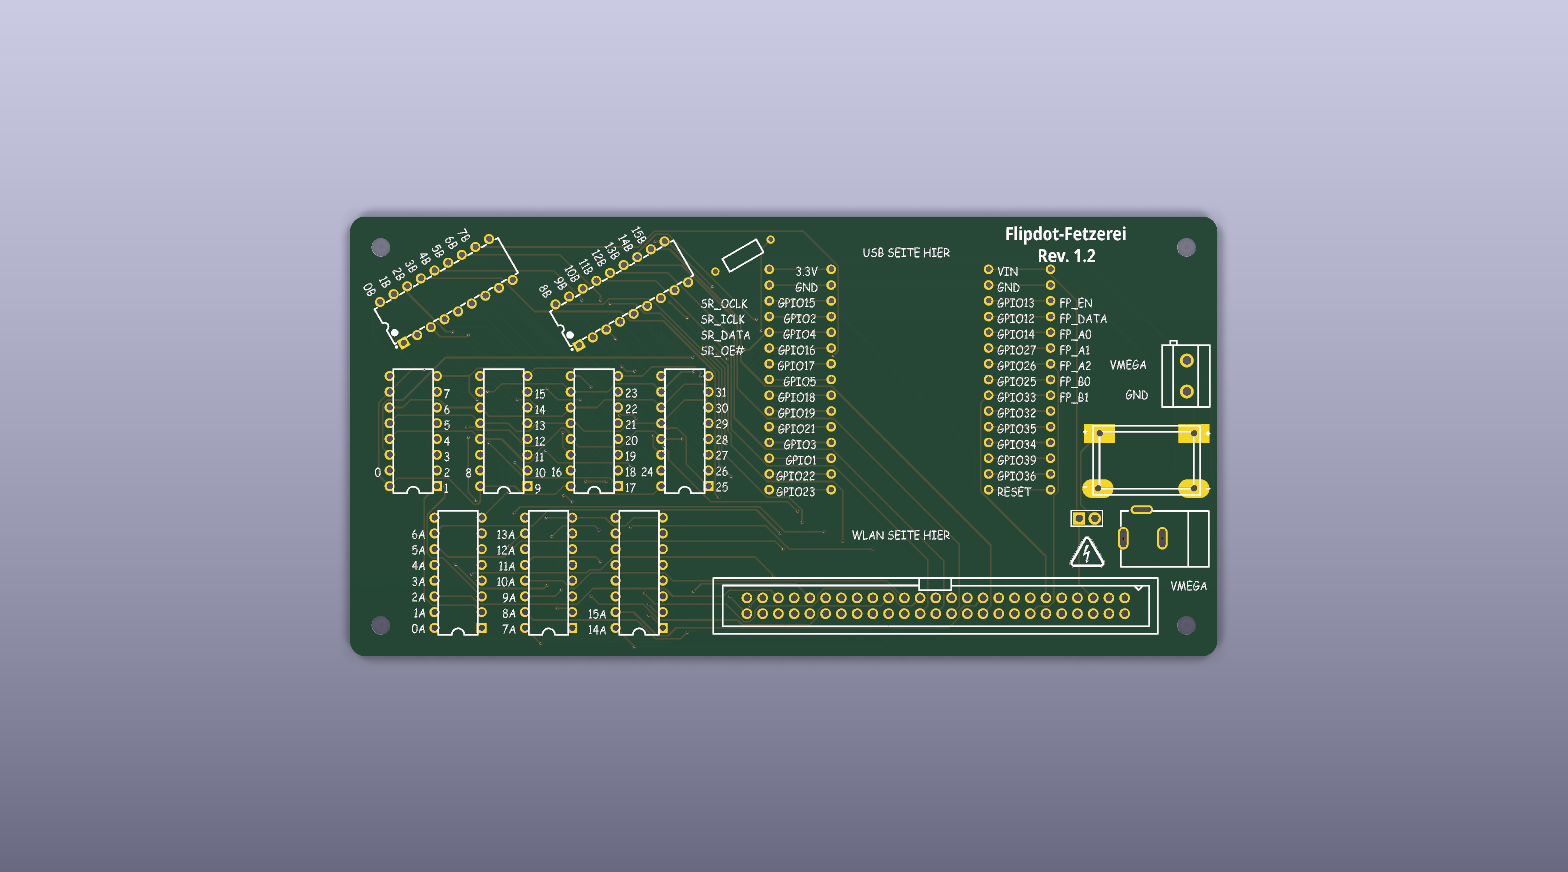 Flipdot-Fetzerei
Rev. 1.2
USB SEITE HIER
0B
1B
2B
3B
4B
5B
6B
7B
8B
9B
10B
11B
12B
13B
14B
15B
3.3V
GND
GPIO15
GPIO2
GPIO4
GPIO16
GPIO17
GPIO5
GPIO18
GPIO19
GPIO21
GPIO3
GPIO1
GPIO22
GPIO23
SR_OCLK
SR_ICLK
SR_DATA
SR_OE#
VIN
GND
GPIO13 FP_EN
GPIO12 FP_DATA
GPIO14 FP_A0
GPIO27 FP_A1
GPIO26 FP_A2
GPIO25 FP_B0
GPIO33 FP_B1
GPIO32
GPIO35
GPIO34
GPIO39
GPIO36
RESET
VMEGA
GND
7 15 23 31
6 14 22 30
5 13 21 29
4 12 20 28
3 11 19 27
0 2 8 10 16 18 24 26
1 9 17 25
WLAN SEITE HIER
6A 13A
5A 12A
4A 11A
3A 10A
2A 9A
1A 8A 15A
0A 7A 14A
VMEGA